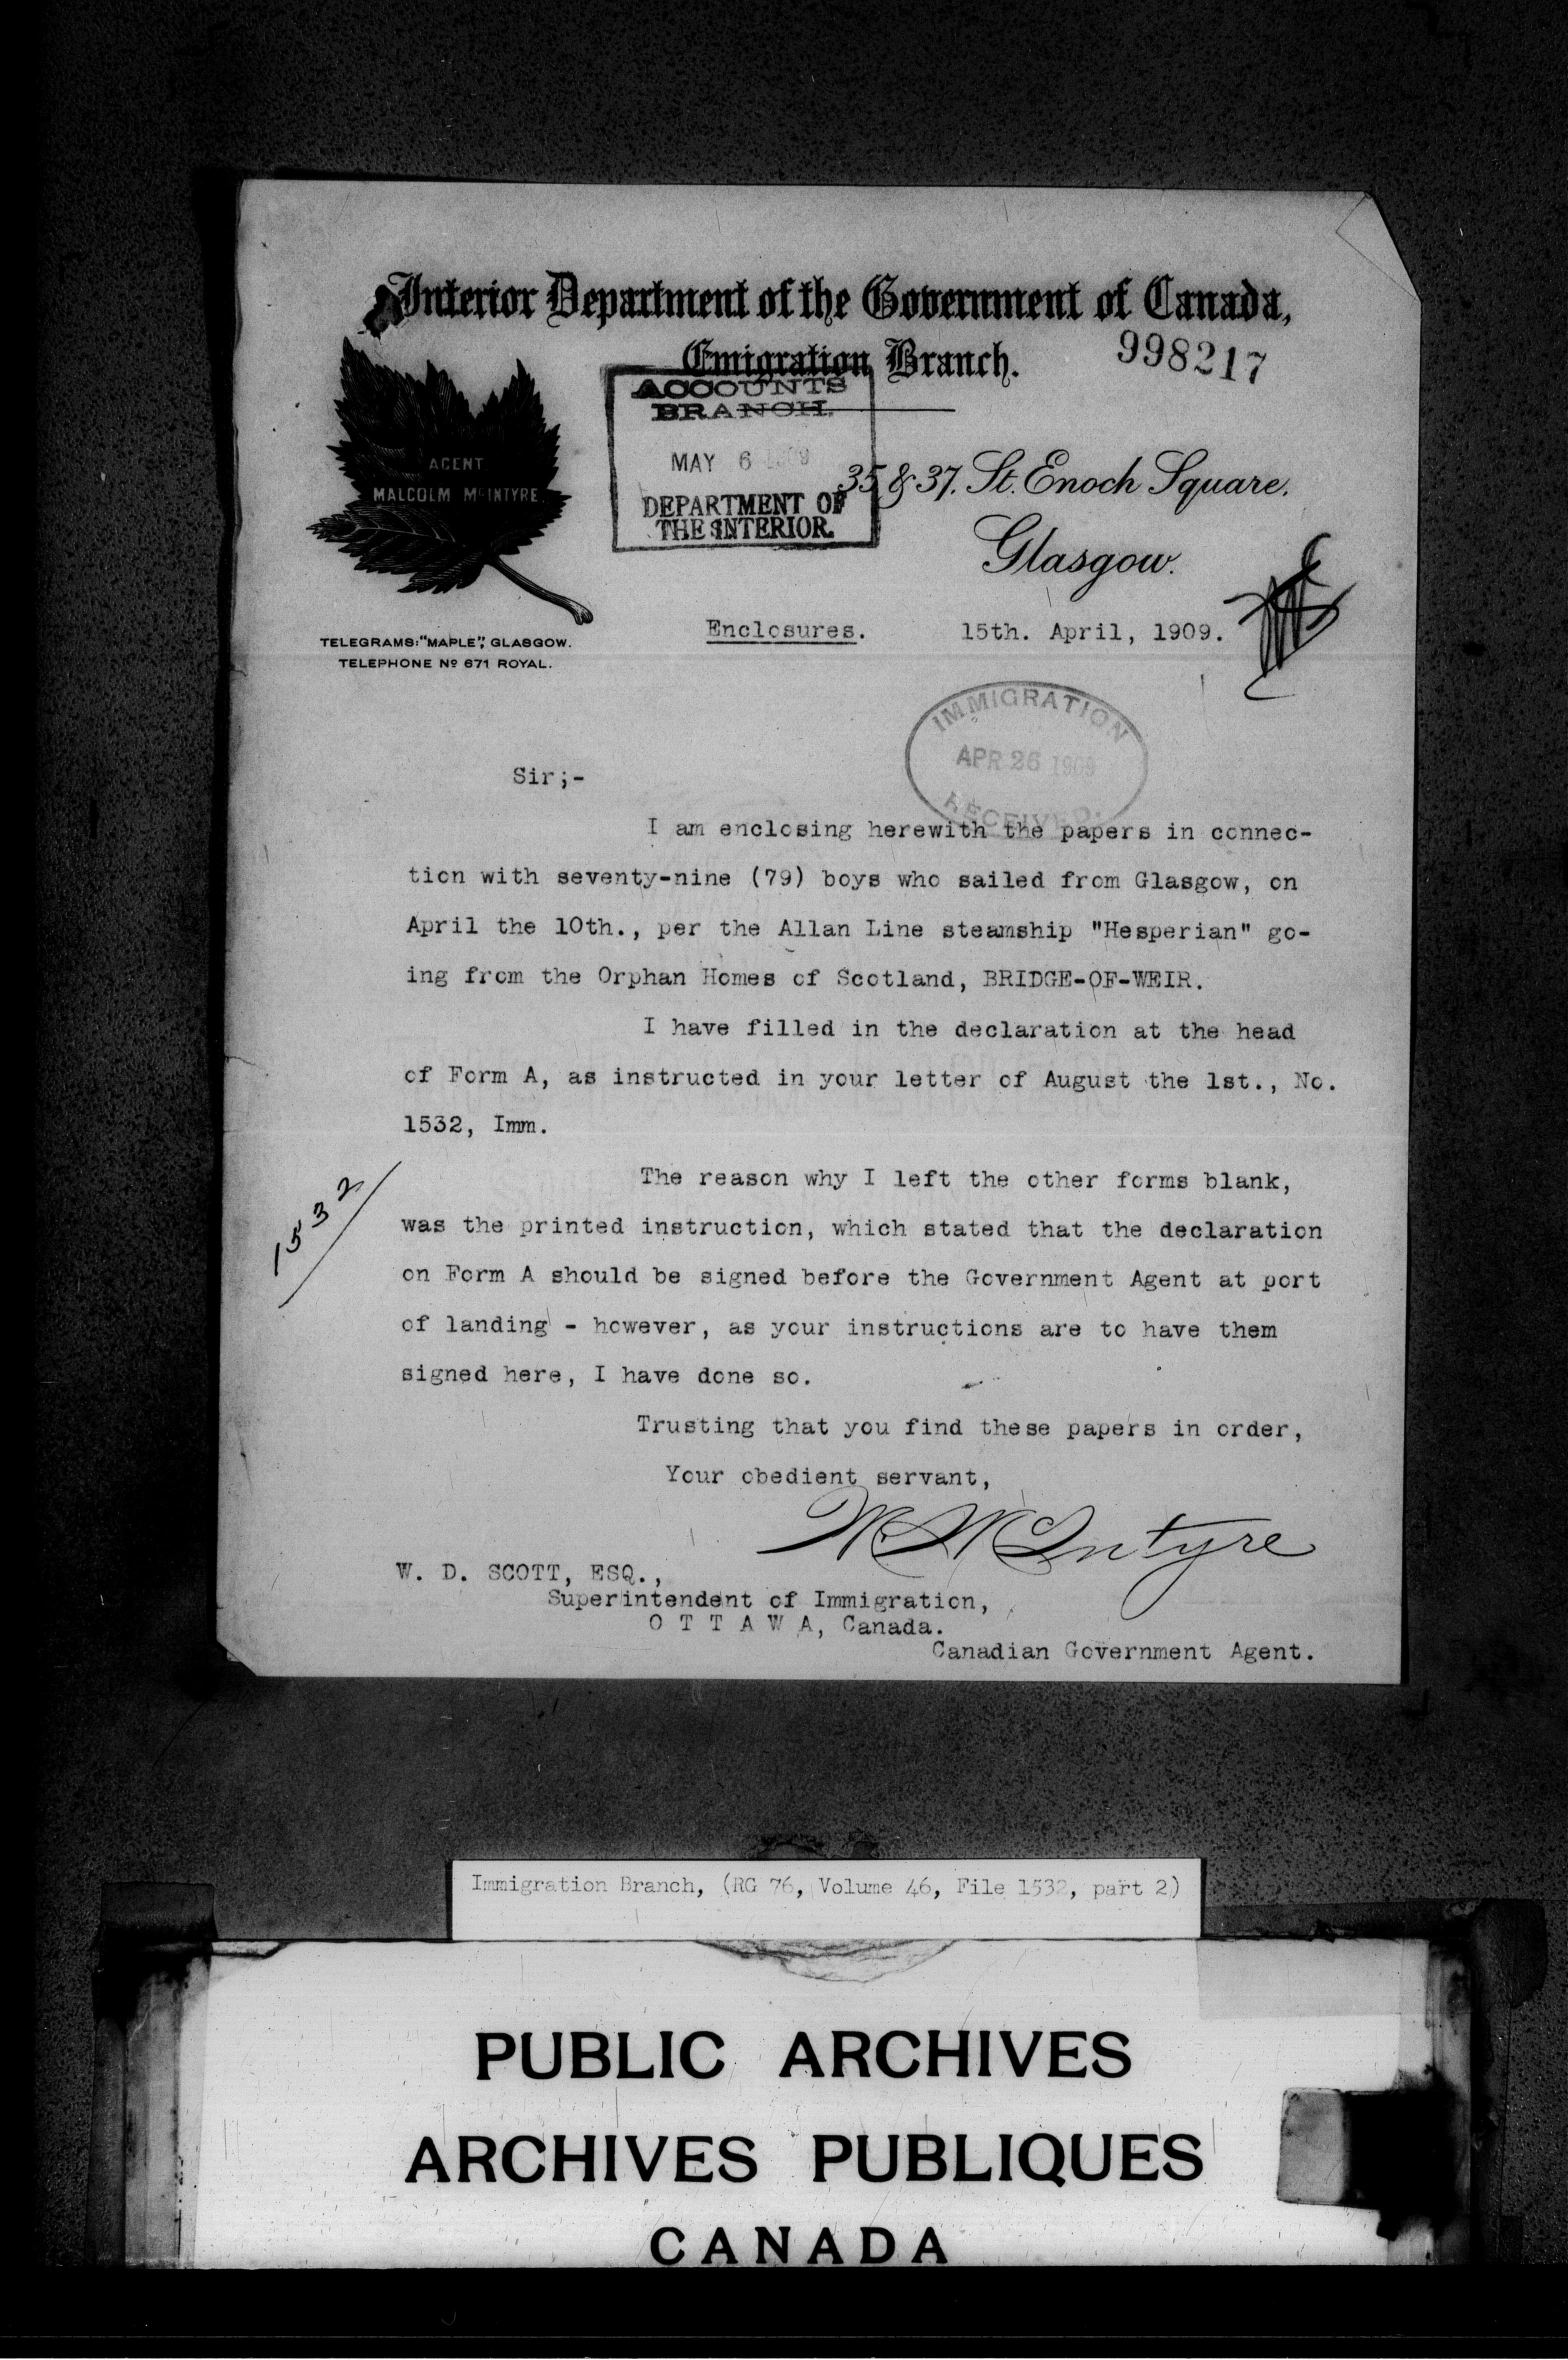 Interior Department of the Government of Canada,
Emigration Branch.
998217
ACCOUNTS
BRANCH.
MAY 6 1909
DEPARTMENT OF
THE INTERIOR.
AGENT
MALCOLM McINTYRE.
35 & 37. St. Enoch Square.
Glasgow.
TELEGRAMS: "MAPLE", GLASGOW.
TELEPHONE No 671 ROYAL.
Enclosures. 15th. April, 1909.
IMMIGRATION
APR 26 1909
RECEIVED.
Sir;-
I am enclosing herewith the papers in connec-
tion with seventy-nine (79) boys who sailed from Glasgow, on
April the 10th., per the Allan Line steamship "Hesperian" go-
ing from the Orphan Homes of Scotland, BRIDGE-OF-WEIR.
I have filled in the declaration at the head
of Form A, as instructed in your letter of August the 1st., No.
1532, Imm.
1532
The reason why I left the other forms blank,
was the printed instruction, which stated that the declaration
on Form A should be signed before the Government Agent at port
of landing - however, as your instructions are to have them
signed here, I have done so.
Trusting that you find these papers in order,
Your obedient servant,
M. McIntyre
W. D. SCOTT, ESQ.,
Superintendent of Immigration,
O T T A W A, Canada.
Canadian Government Agent.
Immigration Branch, (RG 76, Volume 46, File 1532, part 2)
PUBLIC ARCHIVES
ARCHIVES PUBLIQUES
CANADA